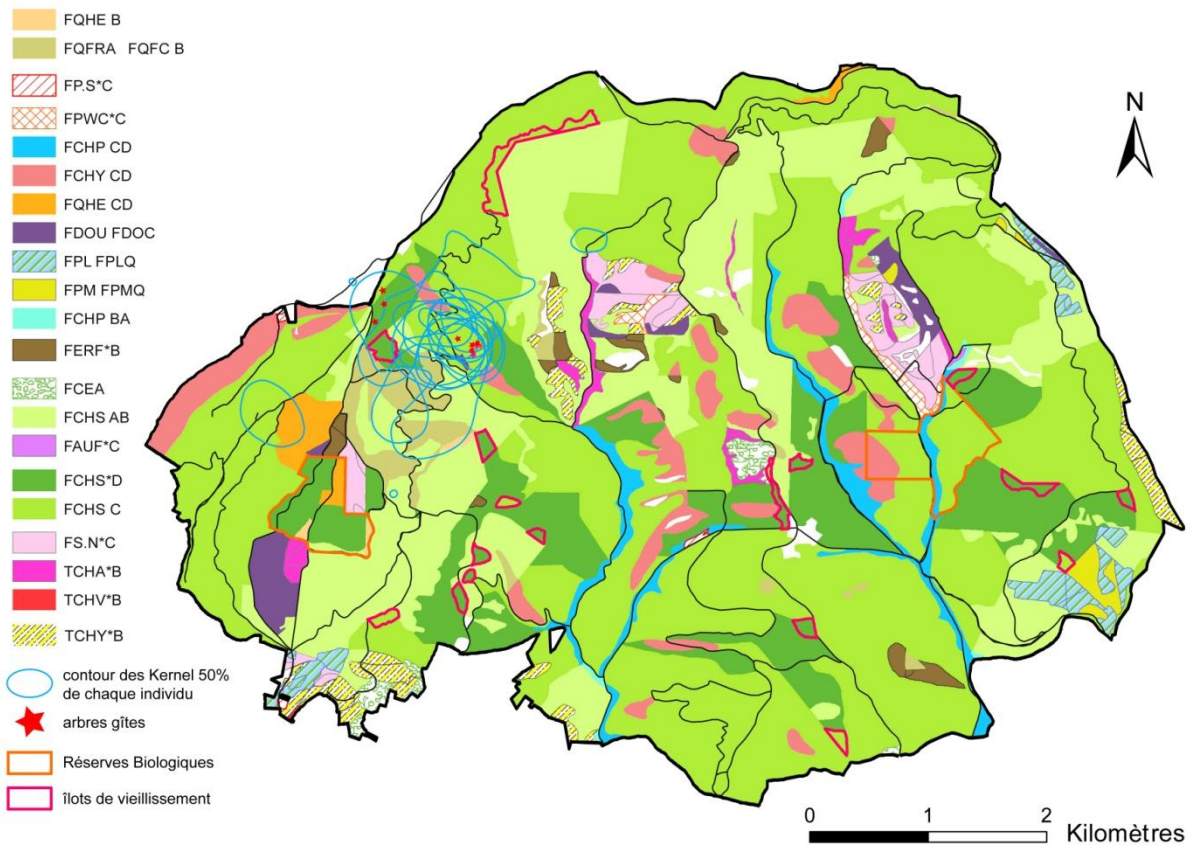 FQHE B
FQFRA FQFC B
FP.S*C
FPWC*C
FCHP CD
FCHY CD
FQHE CD
FDOU FDOC
FPL FPLQ
FPM FPMQ
FCHP BA
FERF*B
FCEA
FCHS AB
FAUF*C
FCHS*D
FCHS C
FS.N*C
TCHA*B
TCHV*B
TCHY*B
contour des Kernel 50%
de chaque individu
arbres gîtes
Réserves Biologiques
îlots de vieillissement
N
0 1 2
Kilomètres